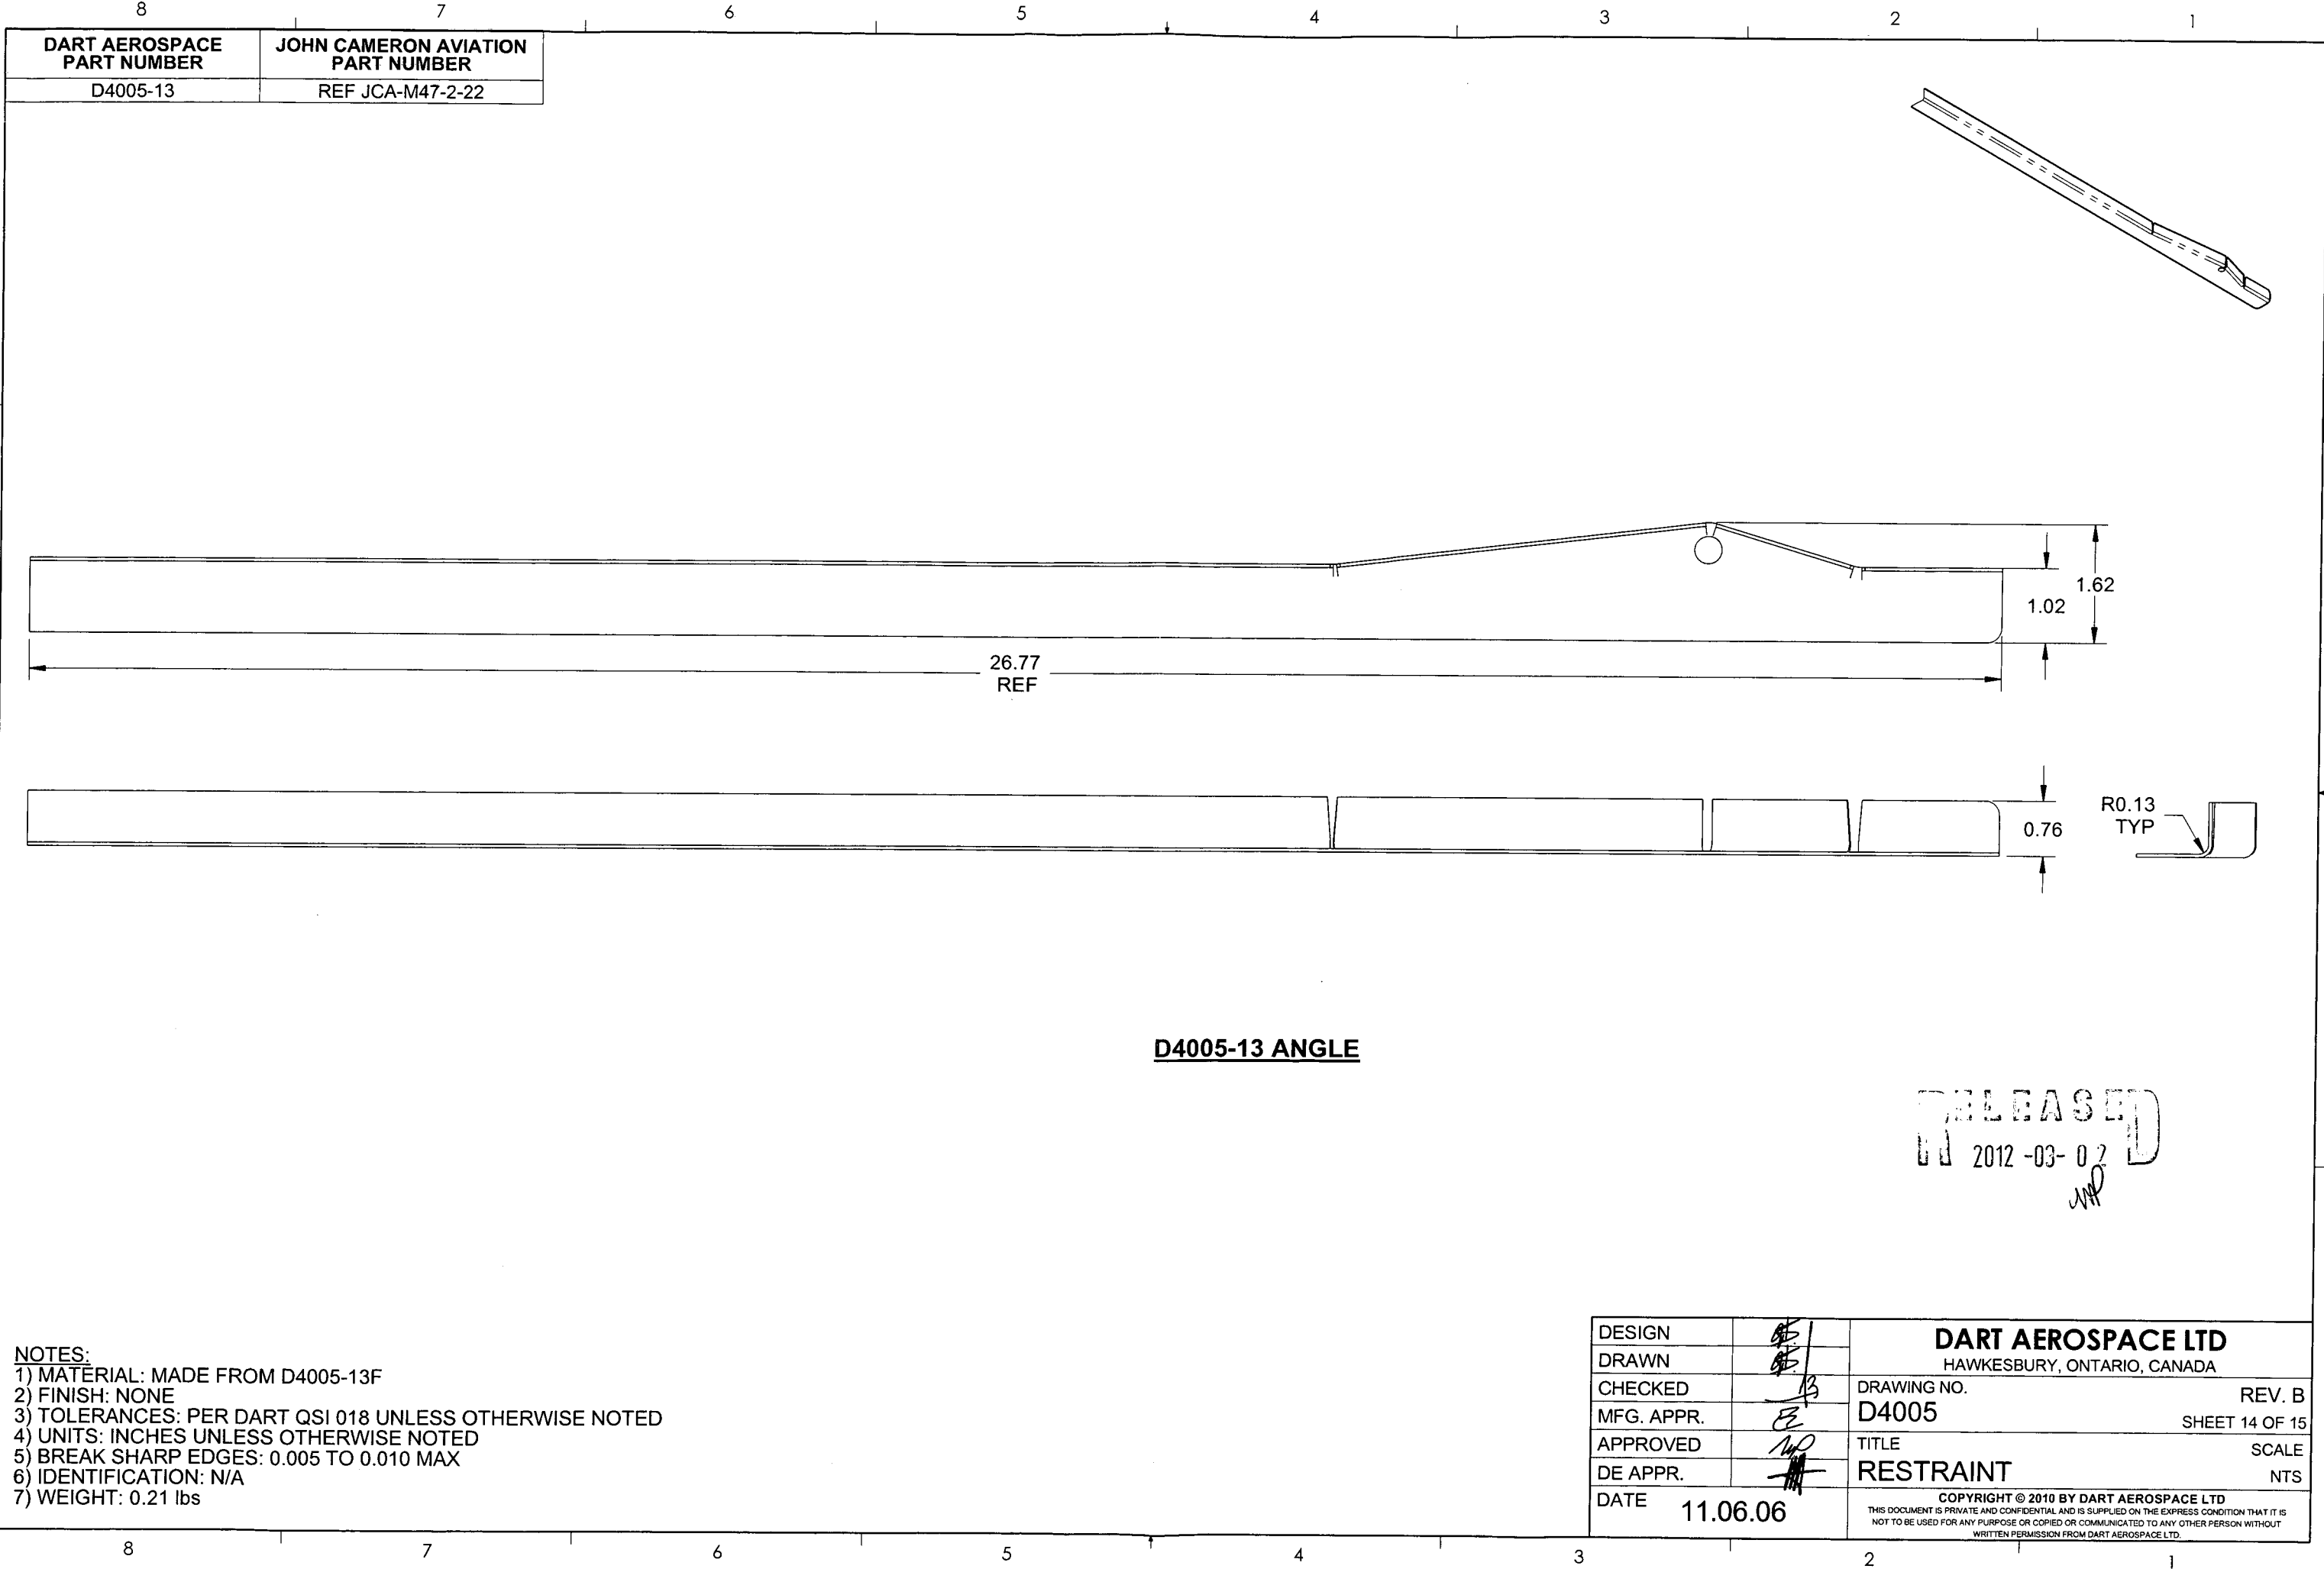 8 7 6 5 4 3 2 1
DART AEROSPACE PART NUMBER
JOHN CAMERON AVIATION PART NUMBER
D4005-13
REF JCA-M47-2-22
1.62
1.02
26.77
REF
0.76
R0.13
TYP
D4005-13 ANGLE
RELEASED
2012 -03- 02
NOTES:
1) MATERIAL: MADE FROM D4005-13F
2) FINISH: NONE
3) TOLERANCES: PER DART QSI 018 UNLESS OTHERWISE NOTED
4) UNITS: INCHES UNLESS OTHERWISE NOTED
5) BREAK SHARP EDGES: 0.005 TO 0.010 MAX
6) IDENTIFICATION: N/A
7) WEIGHT: 0.21 lbs
DESIGN
DRAWN
CHECKED
MFG. APPR.
APPROVED
DE APPR.
DATE 11.06.06
DART AEROSPACE LTD
HAWKESBURY, ONTARIO, CANADA
DRAWING NO. REV. B
D4005 SHEET 14 OF 15
TITLE SCALE
RESTRAINT NTS
COPYRIGHT © 2010 BY DART AEROSPACE LTD
THIS DOCUMENT IS PRIVATE AND CONFIDENTIAL AND IS SUPPLIED ON THE EXPRESS CONDITION THAT IT IS
NOT TO BE USED FOR ANY PURPOSE OR COPIED OR COMMUNICATED TO ANY OTHER PERSON WITHOUT
WRITTEN PERMISSION FROM DART AEROSPACE LTD.
8 7 6 5 4 3 2 1